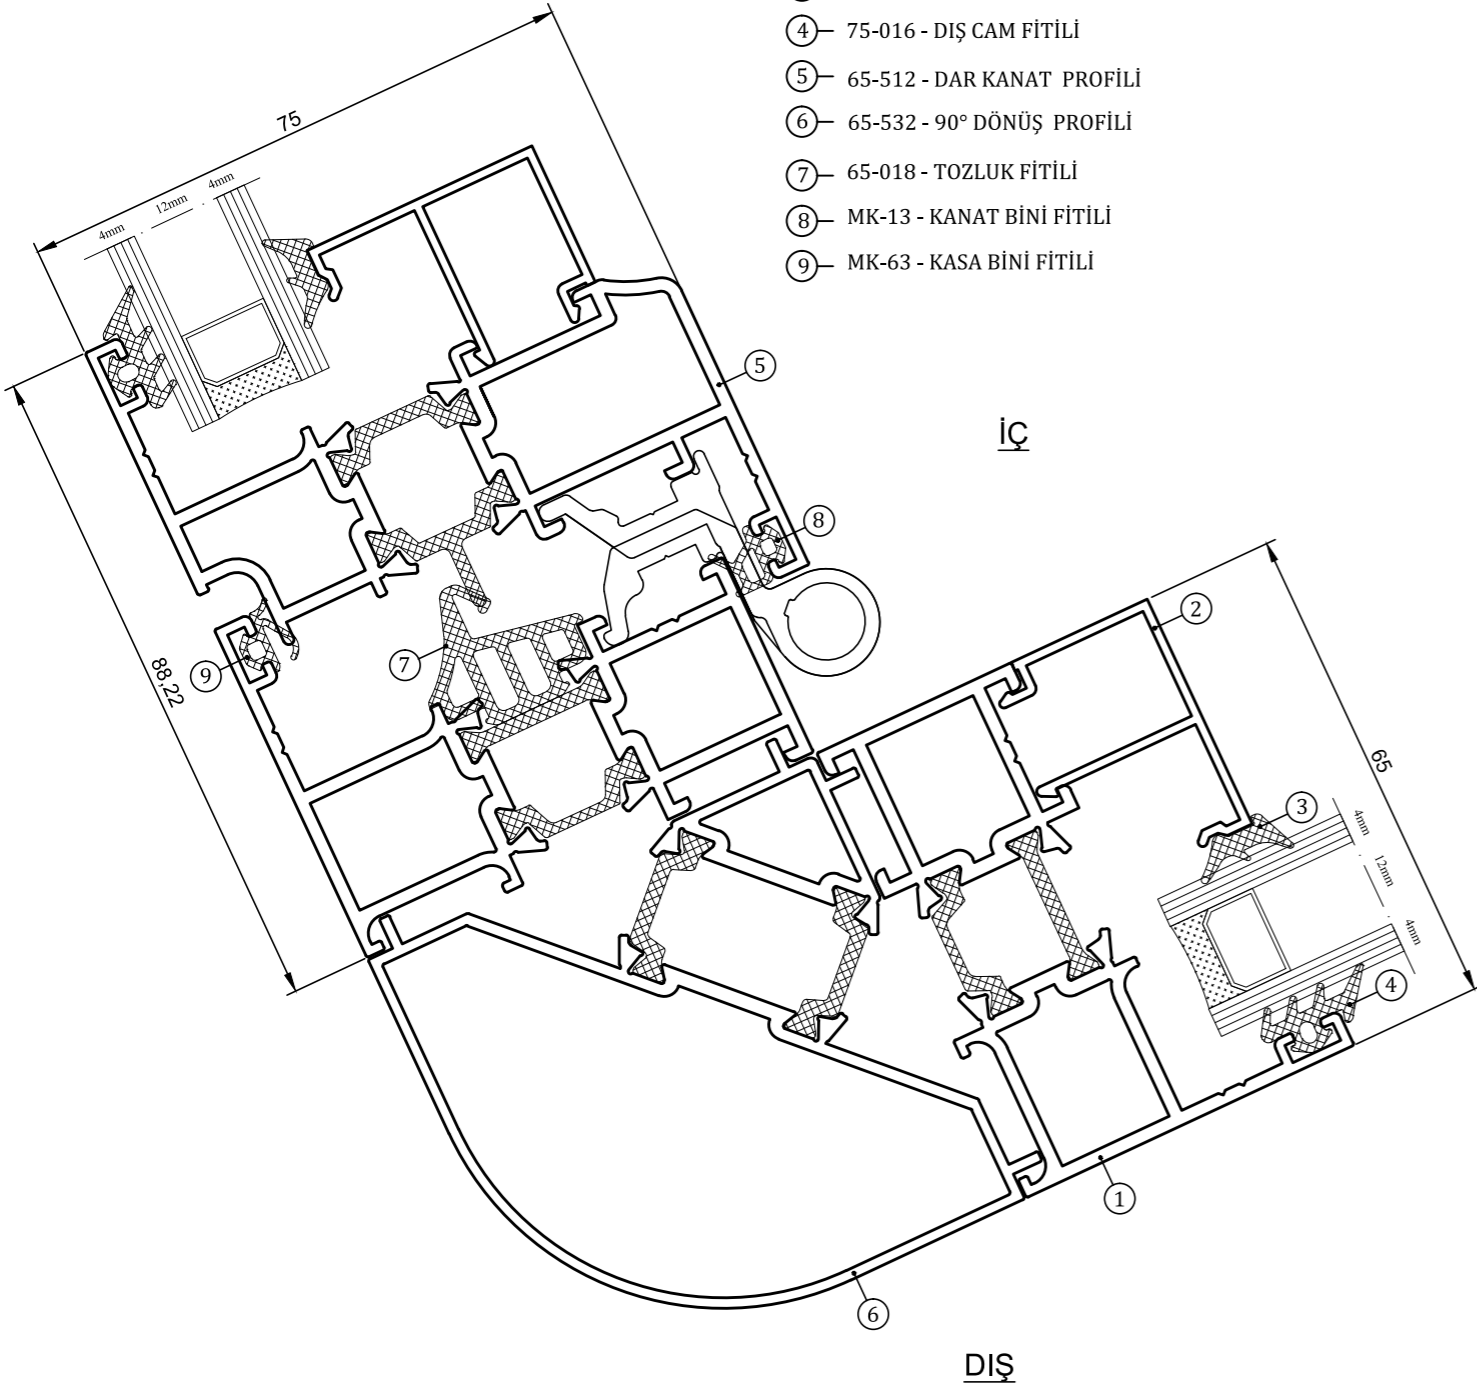 ④ 75-016 - DIŞ CAM FİTİLİ
⑤ 65-512 - DAR KANAT PROFİLİ
⑥ 65-532 - 90° DÖNÜŞ PROFİLİ
⑦ 65-018 - TOZLUK FİTİLİ
⑧ MK-13 - KANAT BİNİ FİTİLİ
⑨ MK-63 - KASA BİNİ FİTİLİ
75
4mm
12mm
4mm
⑤
İÇ
⑧
②
⑨
⑦
88,22
65
③
4mm
12mm
4mm
④
①
⑥
DIŞ